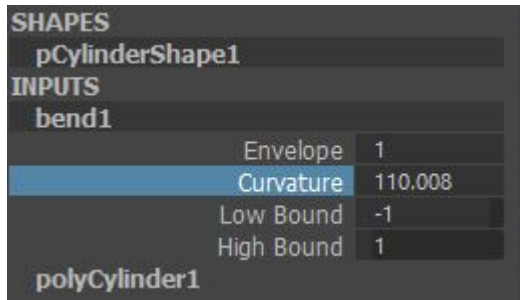 SHAPES
pCylinderShape1
INPUTS
bend1
Envelope 1
Curvature 110.008
Low Bound -1
High Bound 1
polyCylinder1